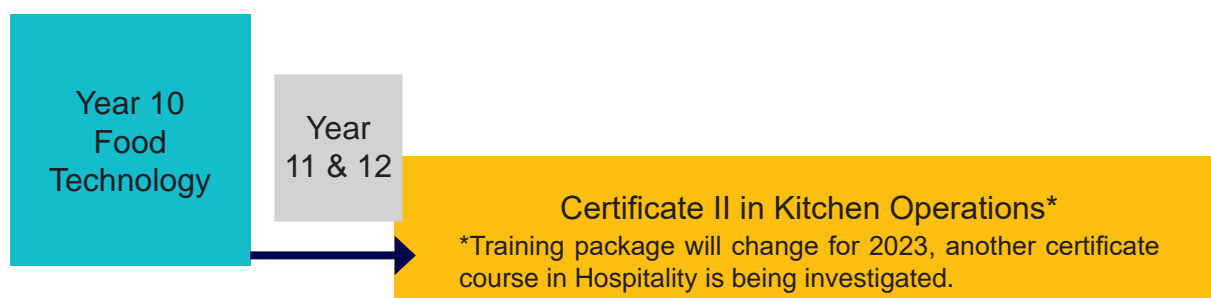 Year 10
Food
Technology
Year
11 & 12
Certificate II in Kitchen Operations*
*Training package will change for 2023, another certificate
course in Hospitality is being investigated.